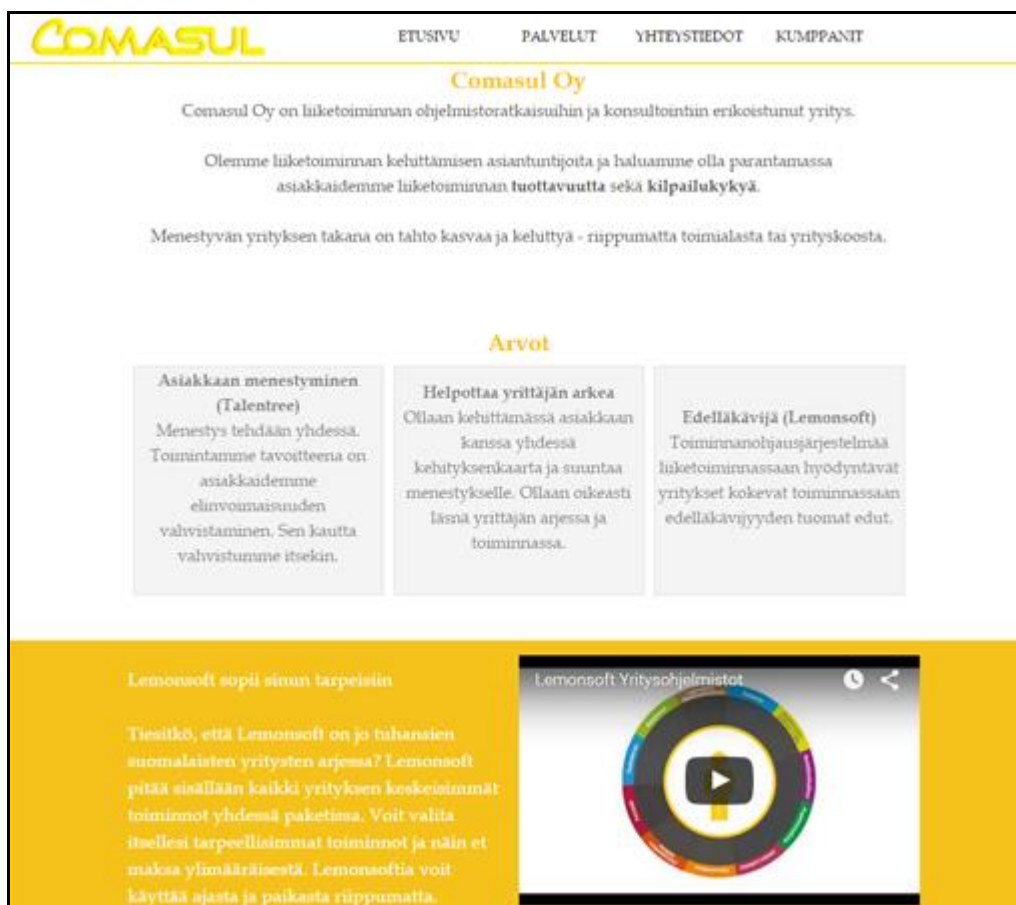 COMASUL
ETUSIVU PALVELUT YHTEYSTIEDOT KUMPPANIT
Comasul Oy
Comasul Oy on liiketoiminnan ohjelmistoratkaisuihin ja konsultointiin erikoistunut yritys.
Olemme liiketoiminnan kehittämisen asiantuntijoita ja haluamme olla parantamassa
asiakkaidemme liiketoiminnan tuottavuutta sekä kilpailukykyä.
Menestyvän yrityksen takana on tahto kasvaa ja kehittyä - riippumatta toimialasta tai yrityskoosta.
Arvot
Asiakkaan menestyminen
(Talentree)
Menestys tehdään yhdessä.
Toimintamme tavoitteena on
asiakkaidemme
elinvoimaisuuden
vahvistaminen. Sen kautta
vahvistumme itsekin.
Helpottaa yrittäjän arkea
Ollaan kehittämässä asiakkaan
kanssa yhdessä
kehityksenkaarta ja suuntaa
menestykselle. Ollaan oikeasti
läsnä yrittäjän arjessa ja
toiminnassa.
Edelläkävijä (Lemonsoft)
Toiminnanohjausjärjestelmää
liiketoiminnassaan hyödyntävät
yritykset kokevat toiminnassaan
edelläkävijyyden tuomat edut.
Lemonsoft sopii sinun tarpeisiin
Tiesitkö, että Lemonsoft on jo tuhansien
suomalaisten yritysten arjessa? Lemonsoft
pitää sisällään kaikki yrityksen keskeisimmät
toiminnot yhdessä paketissa. Voit valita
itsellesi tarpeellisimmat toiminnot ja näin et
maksa ylimääräisestä. Lemonsoftia voit
käyttää ajasta ja paikasta riippumatta.
Lemonsoft Yritysohjelmistot